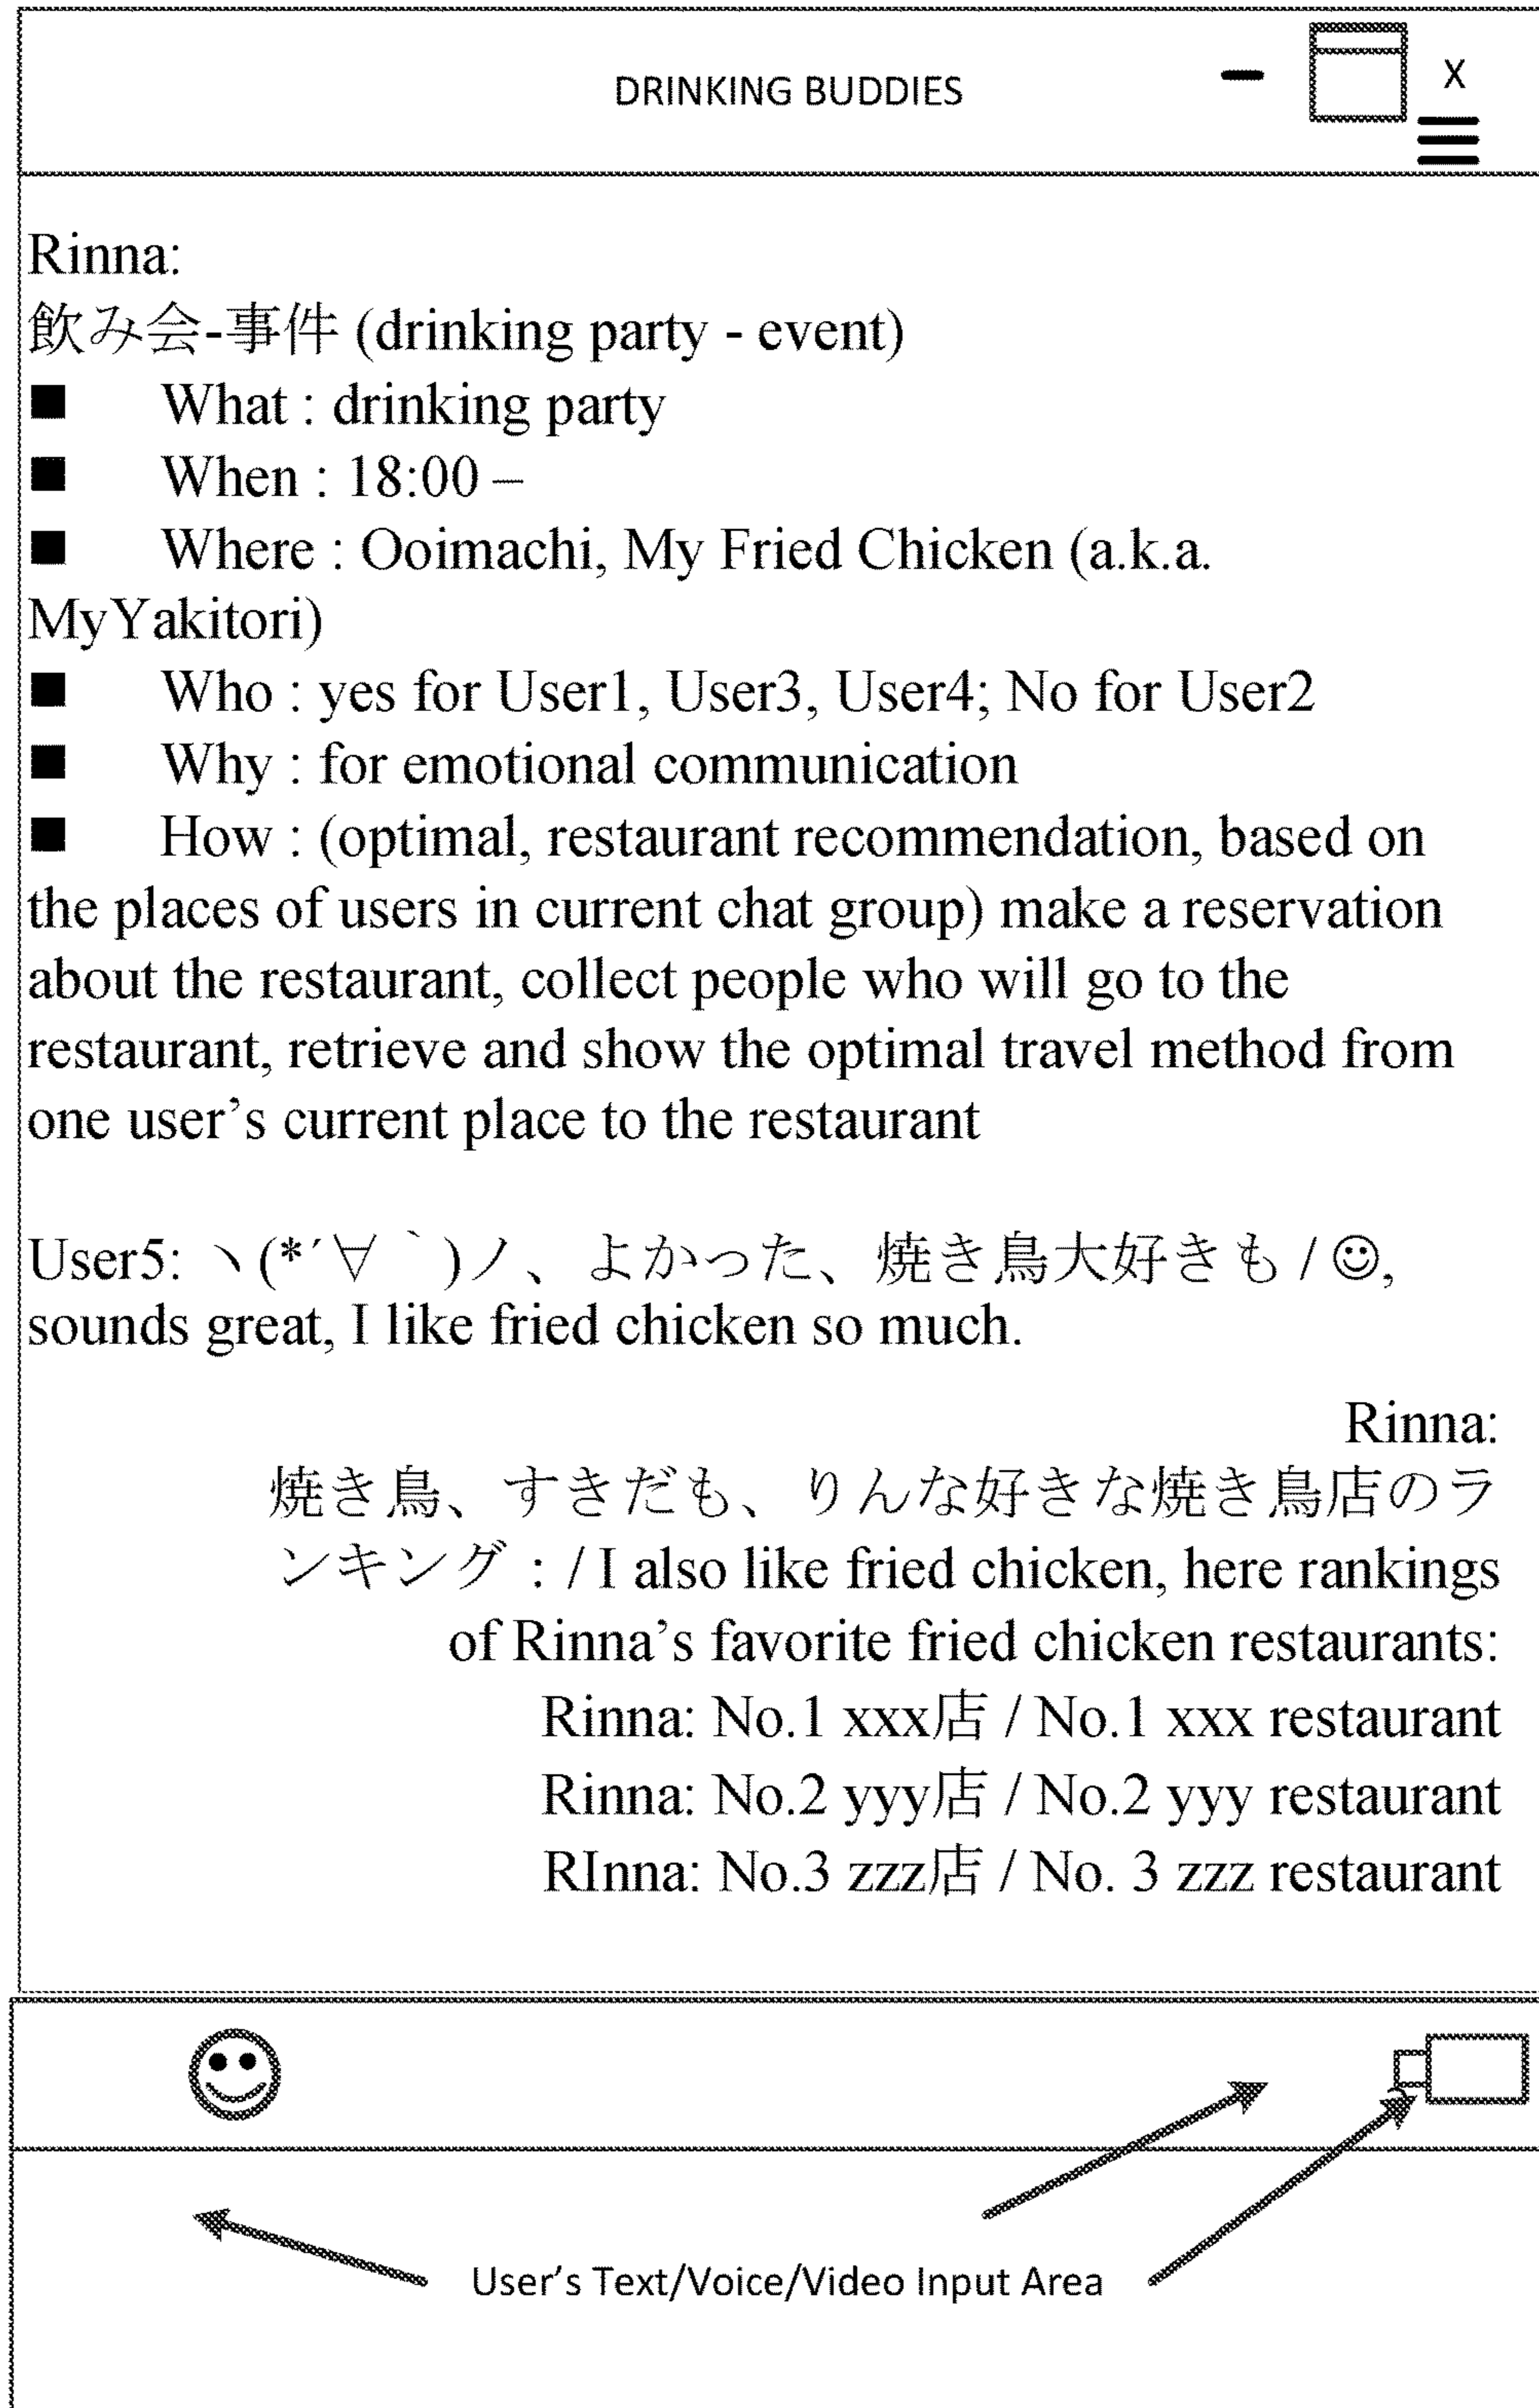 DRINKING BUDDIES
X
Rinna:
飲み会-事件 (drinking party - event)
■ What : drinking party
■ When : 18:00 –
■ Where : Ooimachi, My Fried Chicken (a.k.a.
MyYakitori)
■ Who : yes for User1, User3, User4; No for User2
■ Why : for emotional communication
■ How : (optimal, restaurant recommendation, based on
the places of users in current chat group) make a reservation
about the restaurant, collect people who will go to the
restaurant, retrieve and show the optimal travel method from
one user’s current place to the restaurant
User5: ヽ(*´∀｀)ノ、よかった、焼き鳥大好きも / ☺,
sounds great, I like fried chicken so much.
Rinna:
焼き鳥、すきだも、りんな好きな焼き鳥店のラ
ンキング：/ I also like fried chicken, here rankings
of Rinna’s favorite fried chicken restaurants:
Rinna: No.1 xxx店 / No.1 xxx restaurant
Rinna: No.2 yyy店 / No.2 yyy restaurant
RInna: No.3 zzz店 / No. 3 zzz restaurant
User’s Text/Voice/Video Input Area